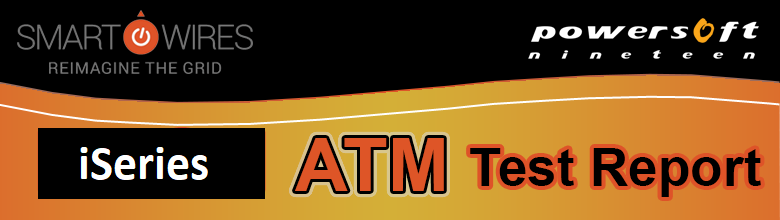 SMART WIRES
REIMAGINE THE GRID
powersoft
nineteen
iSeries
ATM Test Report